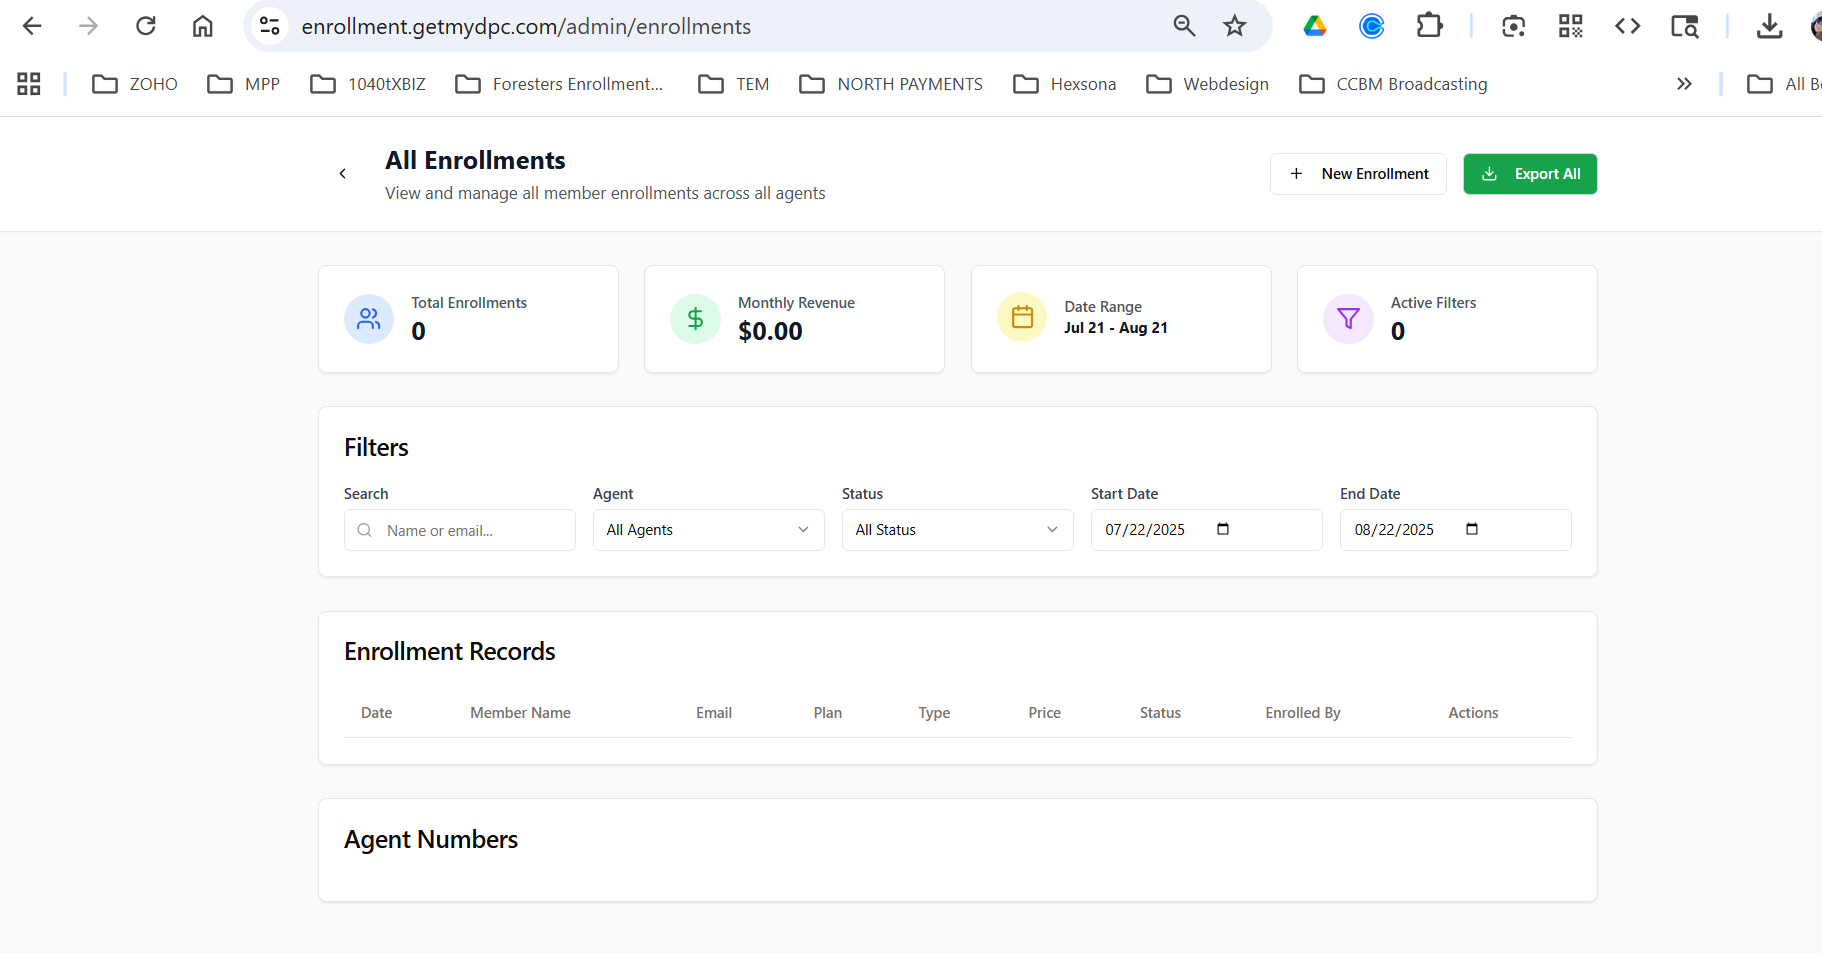 enrollment.getmydpc.com/admin/enrollments
ZOHO MPP 1040tXBIZ Foresters Enrollment... TEM NORTH PAYMENTS Hexsona Webdesign CCBM Broadcasting All B
All Enrollments
View and manage all member enrollments across all agents
New Enrollment
Export All
Total Enrollments
0
Monthly Revenue
$0.00
Date Range
Jul 21 - Aug 21
Active Filters
0
Filters
Search Agent Status Start Date End Date
Name or email... All Agents All Status 07/22/2025 08/22/2025
Enrollment Records
Date Member Name Email Plan Type Price Status Enrolled By Actions
Agent Numbers